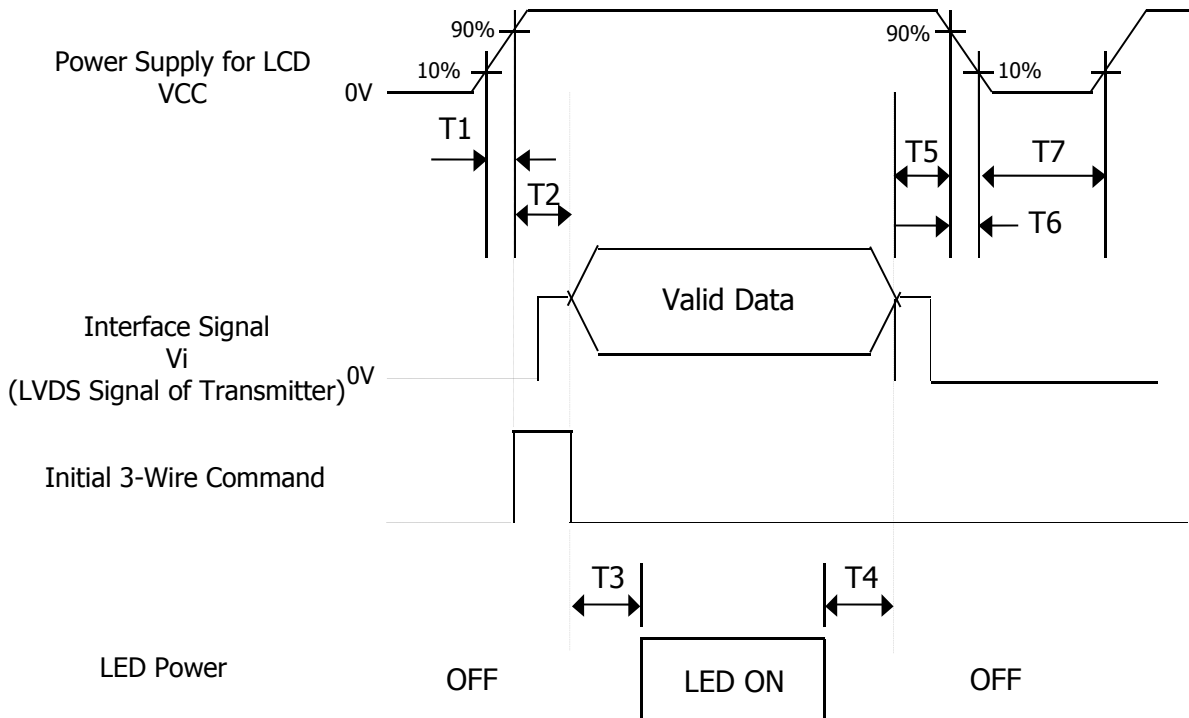 90%
90%
Power Supply for LCD
VCC
10%
10%
0V
T1
T2
T5
T7
T6
Valid Data
Interface Signal
Vi
(LVDS Signal of Transmitter)
0V
Initial 3-Wire Command
T3
T4
LED Power
OFF
LED ON
OFF